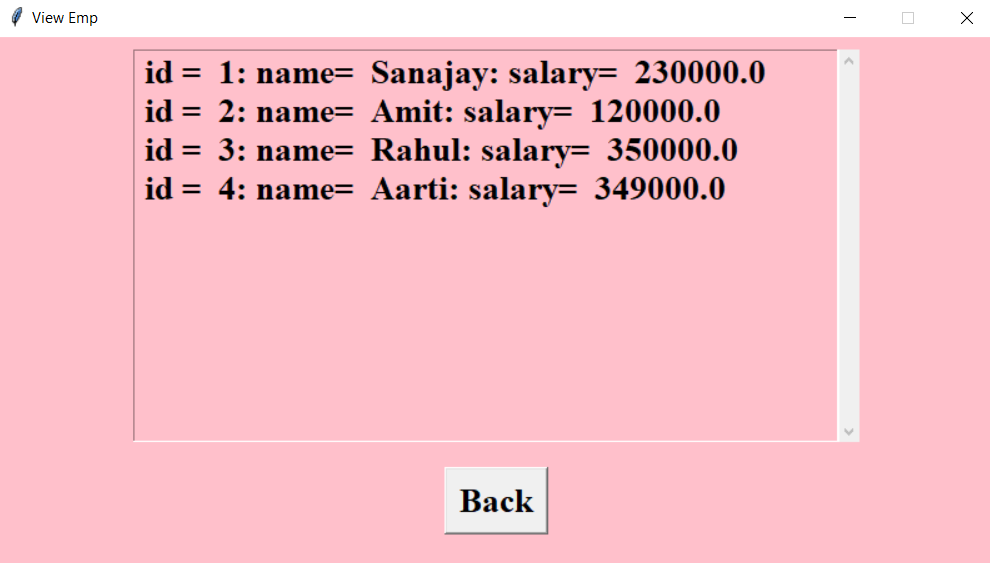 View Emp
id =  1: name=  Sanajay: salary=  230000.0
id =  2: name=  Amit: salary=  120000.0
id =  3: name=  Rahul: salary=  350000.0
id =  4: name=  Aarti: salary=  349000.0
Back